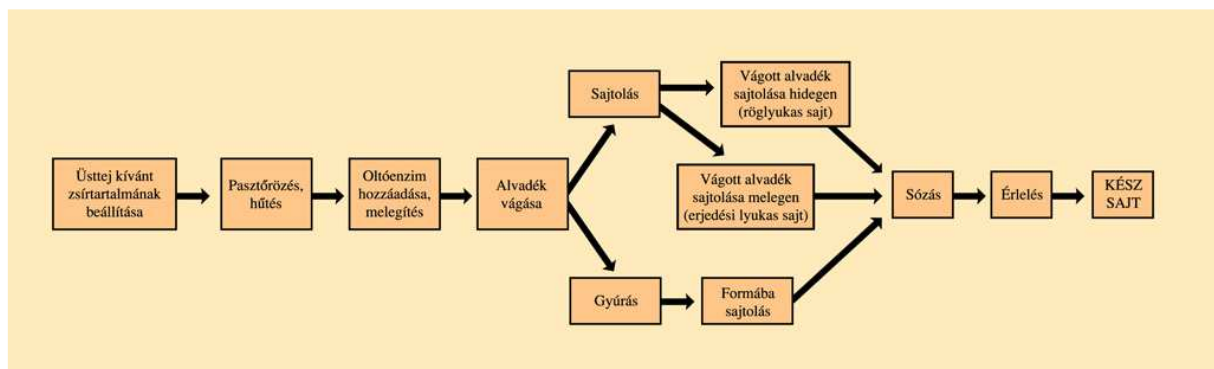 Üsttej kívánt
zsírtartalmának
beállítása
Pasztőrözés,
hűtés
Oltóenzim
hozzáadása,
melegítés
Alvadék
vágása
Sajtolás
Vágott alvadék
sajtolása hidegen
(röglyukas sajt)
Vágott alvadék
sajtolása melegen
(erjedési lyukas sajt)
Gyúrás
Formába
sajtolás
Sózás
Érlelés
KÉSZ
SAJT